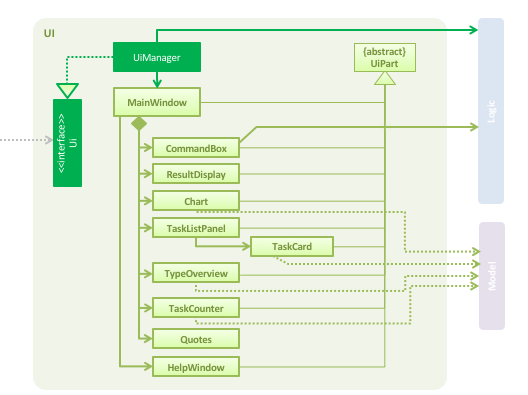 UI
UiManager
{abstract}
UiPart
MainWindow
<<interface>>
Ui
CommandBox
ResultDisplay
Chart
TaskListPanel
TaskCard
TypeOverview
TaskCounter
Quotes
HelpWindow
Logic
Model